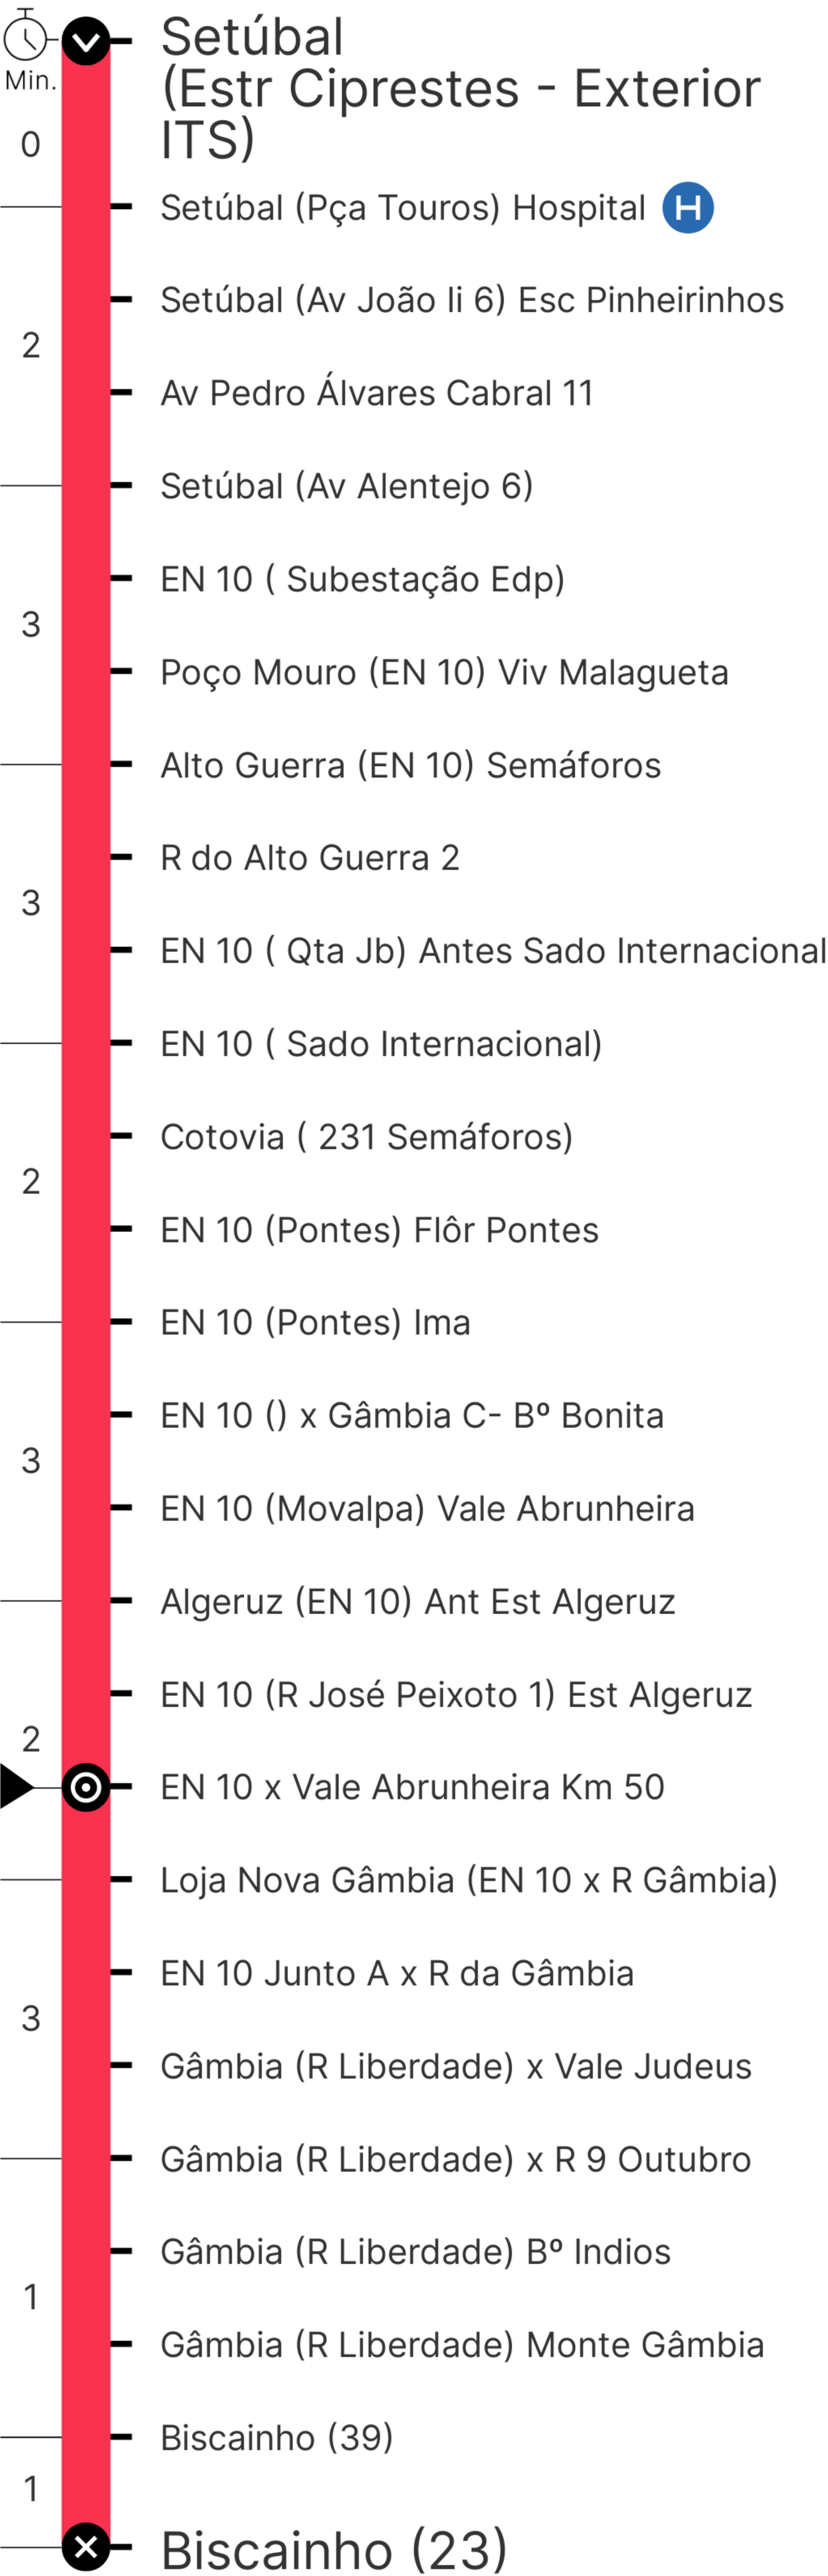 Min.
Setúbal
(Estr Ciprestes - Exterior
ITS)
0
Setúbal (Pça Touros) Hospital H
Setúbal (Av João Ii 6) Esc Pinheirinhos
2
Av Pedro Álvares Cabral 11
Setúbal (Av Alentejo 6)
EN 10 ( Subestação Edp)
3
Poço Mouro (EN 10) Viv Malagueta
Alto Guerra (EN 10) Semáforos
R do Alto Guerra 2
3
EN 10 ( Qta Jb) Antes Sado Internacional
EN 10 ( Sado Internacional)
Cotovia ( 231 Semáforos)
2
EN 10 (Pontes) Flôr Pontes
EN 10 (Pontes) Ima
EN 10 () x Gâmbia C- Bº Bonita
3
EN 10 (Movalpa) Vale Abrunheira
Algeruz (EN 10) Ant Est Algeruz
EN 10 (R José Peixoto 1) Est Algeruz
2
EN 10 x Vale Abrunheira Km 50
Loja Nova Gâmbia (EN 10 x R Gâmbia)
EN 10 Junto A x R da Gâmbia
3
Gâmbia (R Liberdade) x Vale Judeus
Gâmbia (R Liberdade) x R 9 Outubro
Gâmbia (R Liberdade) Bº Indios
1
Gâmbia (R Liberdade) Monte Gâmbia
Biscainho (39)
1
Biscainho (23)